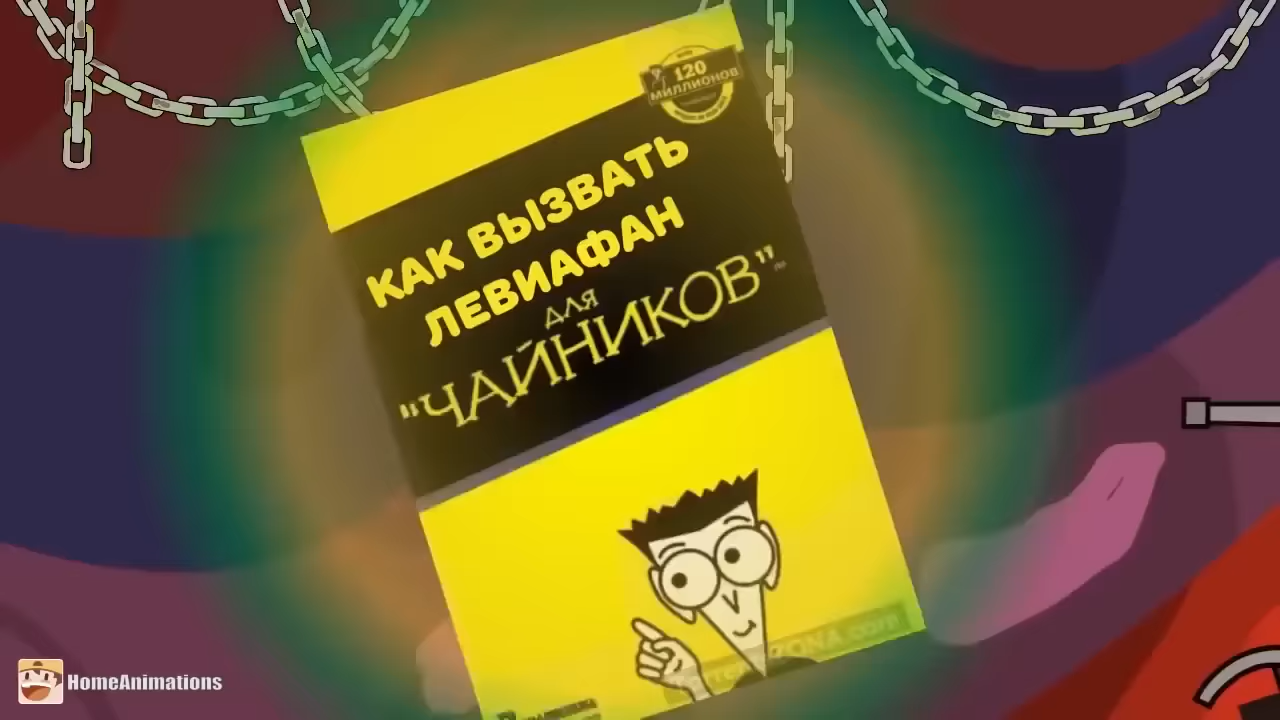 120
МИЛЛИОНОВ
КАК ВЫЗВАТЬ
ЛЕВИАФАН
ДЛЯ
"ЧАЙНИКОВ"
HomeAnimations